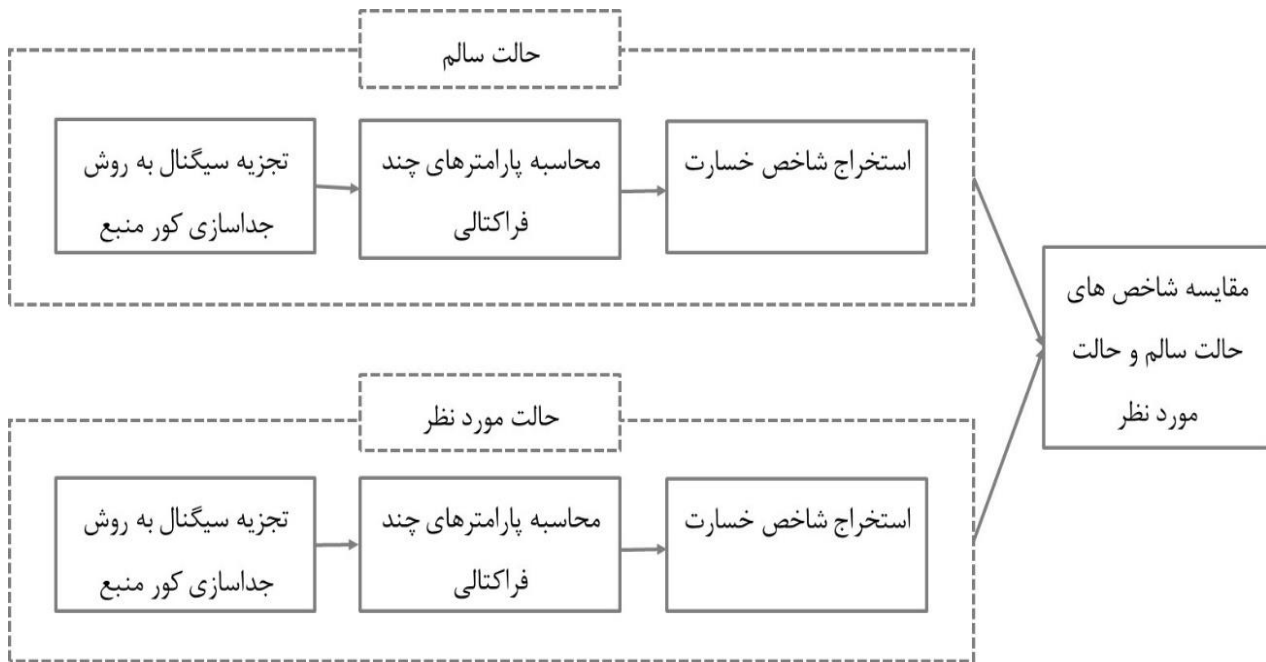 حالت سالم
تجزیه سیگنال به روش
جداسازی کور منبع
محاسبه پارامترهای چند
فراکتالی
استخراج شاخص خسارت
مقایسه شاخص های
حالت سالم و حالت
مورد نظر
حالت مورد نظر
تجزیه سیگنال به روش
جداسازی کور منبع
محاسبه پارامترهای چند
فراکتالی
استخراج شاخص خسارت